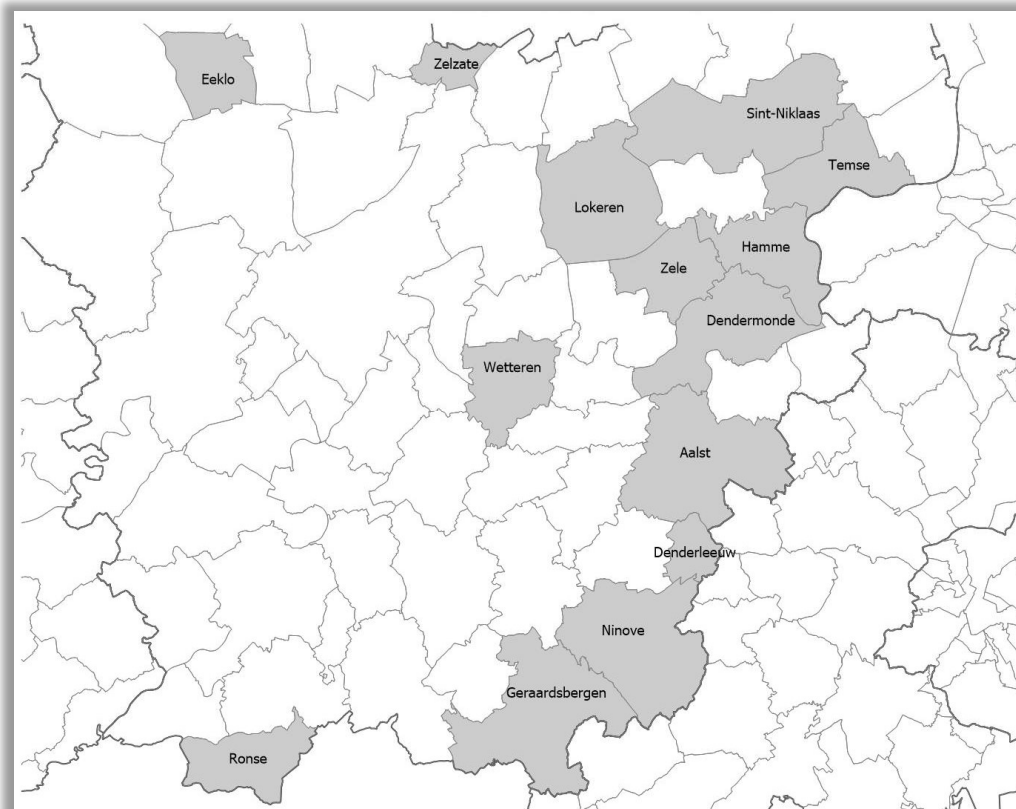 Zelzate
Eeklo
Sint-Niklaas
Temse
Lokeren
Hamme
Zele
Dendermonde
Wetteren
Aalst
Denderleeuw
Ninove
Geraardsbergen
Ronse